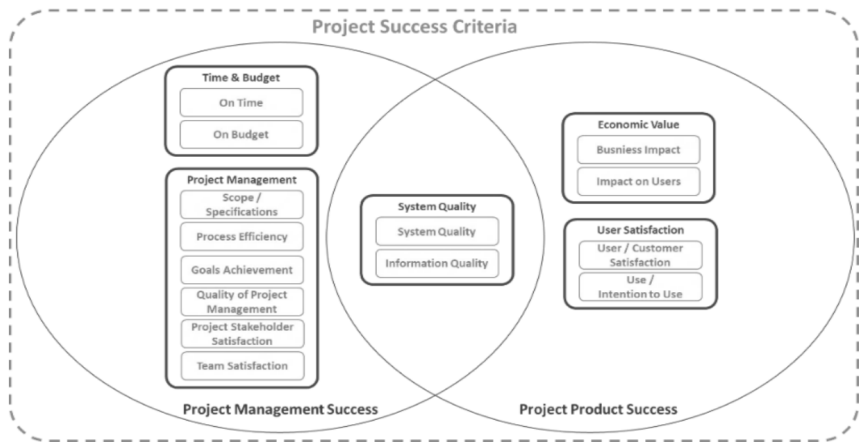 Project Success Criteria
Time & Budget
On Time
On Budget
Project Management
Scope /
Specifications
Process Efficiency
Goals Achievement
Quality of Project
Management
Project Stakeholder
Satisfaction
Team Satisfaction
System Quality
System Quality
Information Quality
Economic Value
Busniess Impact
Impact on Users
User Satisfaction
User / Customer
Satisfaction
Use /
Intention to Use
Project Management Success
Project Product Success